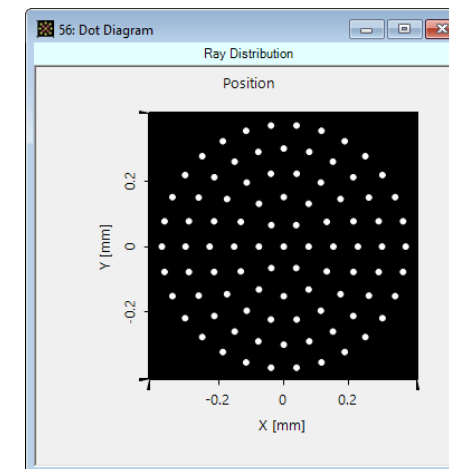 56: Dot Diagram
Ray Distribution
Position
0.2
0
-0.2
Y [mm]
-0.2 0 0.2
X [mm]